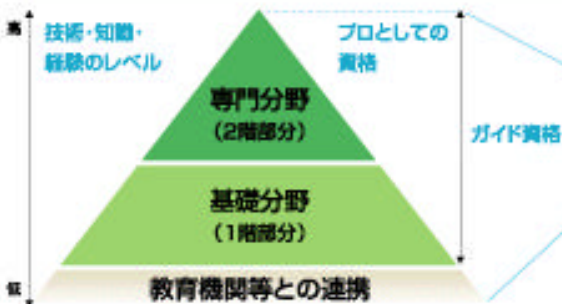 高
技術・知識・
経験のレベル
プロとしての
資格
専門分野
（2階部分）
ガイド資格
基礎分野
（1階部分）
低
教育機関等との連携